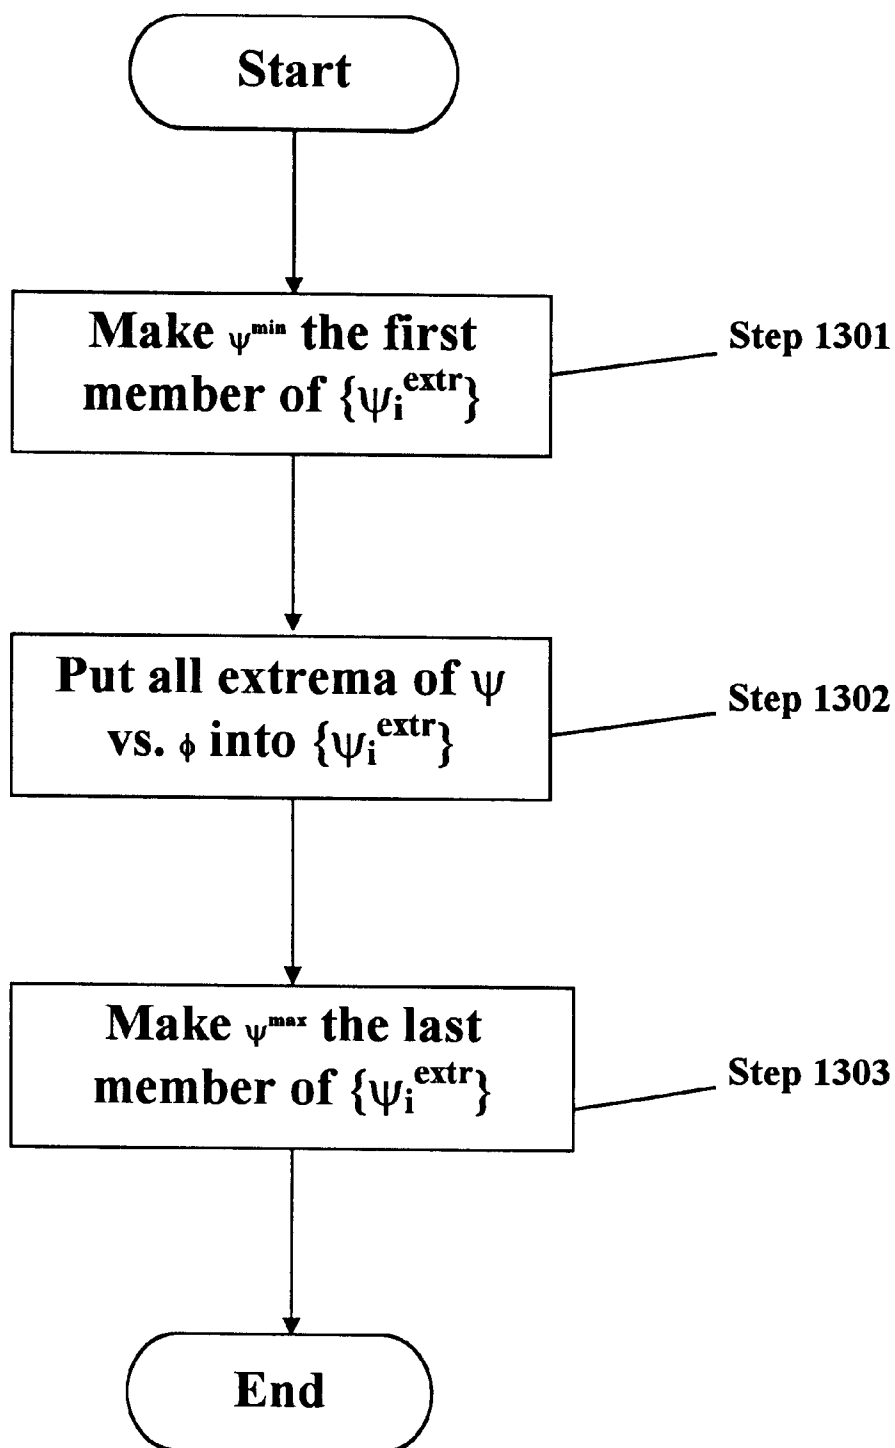 Start
Make ψ^min the first
member of {ψ_i^extr}
Step 1301
Put all extrema of ψ
vs. ϕ into {ψ_i^extr}
Step 1302
Make ψ^max the last
member of {ψ_i^extr}
Step 1303
End